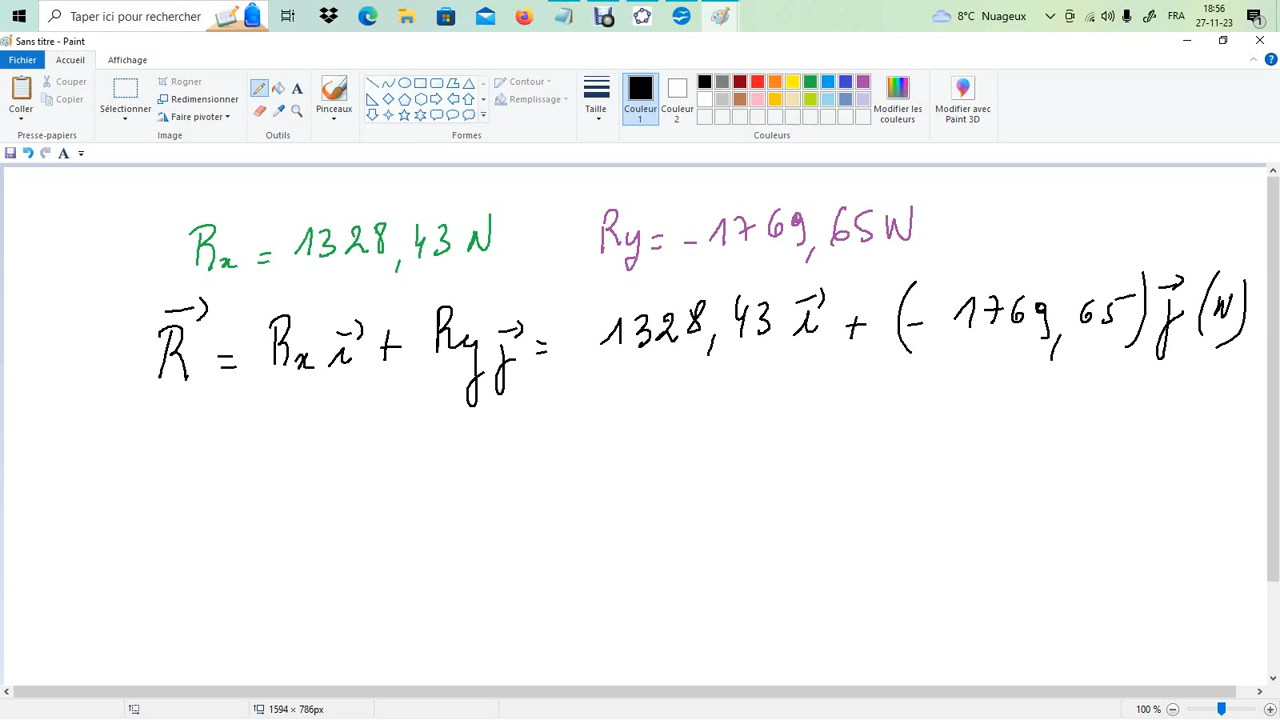 Taper ici pour rechercher
8°C Nuageux
FRA
18:56
27-11-23
1
Sans titre - Paint
Fichier Accueil Affichage
Coller
Couper
Copier
Presse-papiers
Sélectionner
Rogner
Redimensionner
Faire pivoter
Image
A
Outils
Pinceaux
Contour
Remplissage
Formes
Taille
Couleur 1
Couleur 2
Modifier les couleurs
Couleurs
Modifier avec Paint 3D
A
Rx = 1328,43 N Ry = - 1769,65 N
R⃗ = Rx i⃗ + Ry j⃗ = 1328,43 i⃗ + (- 1769,65) j⃗ (N)
1594 × 786px
100 %